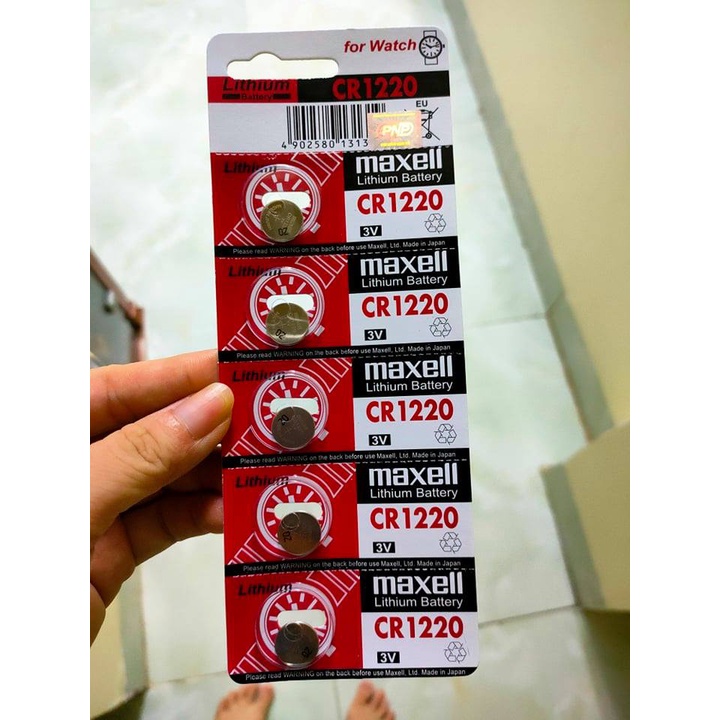 for Watch
Lithium
Battery
CR1220
EU
4 902580 1313
PNP
Lithium
maxell
Lithium Battery
CR1220
3V
Please read WARNING on the back before use Maxell, Ltd. Made in Japan
Lithium
maxell
Lithium Battery
CR1220
3V
Please read WARNING on the back before use Maxell, Ltd. Made in Japan
Lithium
maxell
Lithium Battery
CR1220
3V
Please read WARNING on the back before use Maxell, Ltd. Made in Japan
Lithium
maxell
Lithium Battery
CR1220
3V
Please read WARNING on the back before use Maxell, Ltd. Made in Japan
Lithium
maxell
Lithium Battery
CR1220
3V
Please read WARNING on the back before use Maxell, Ltd. Made in Japan